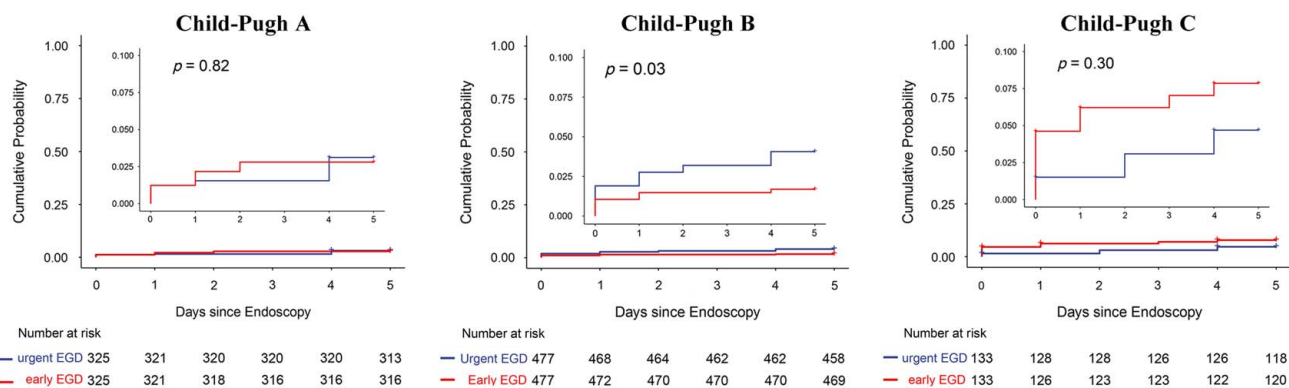 Child-Pugh A
1.00
0.75
0.50
0.25
0.00
Cumulative Probability
0.100
0.075
0.050
0.025
0.000
p = 0.82
0 1 2 3 4 5
0 1 2 3 4 5
Days since Endoscopy
Number at risk
urgent EGD 325 321 320 320 320 313
early EGD 325 321 318 316 316 316
Child-Pugh B
1.00
0.75
0.50
0.25
0.00
Cumulative Probability
0.100
0.075
0.050
0.025
0.000
p = 0.03
0 1 2 3 4 5
0 1 2 3 4 5
Days since Endoscopy
Number at risk
Urgent EGD 477 468 464 462 462 458
Early EGD 477 472 470 470 470 469
Child-Pugh C
1.00
0.75
0.50
0.25
0.00
Cumulative Probability
0.100
0.075
0.050
0.025
0.000
p = 0.30
0 1 2 3 4 5
0 1 2 3 4 5
Days since Endoscopy
Number at risk
urgent EGD 133 128 128 126 126 118
early EGD 133 126 123 123 122 120